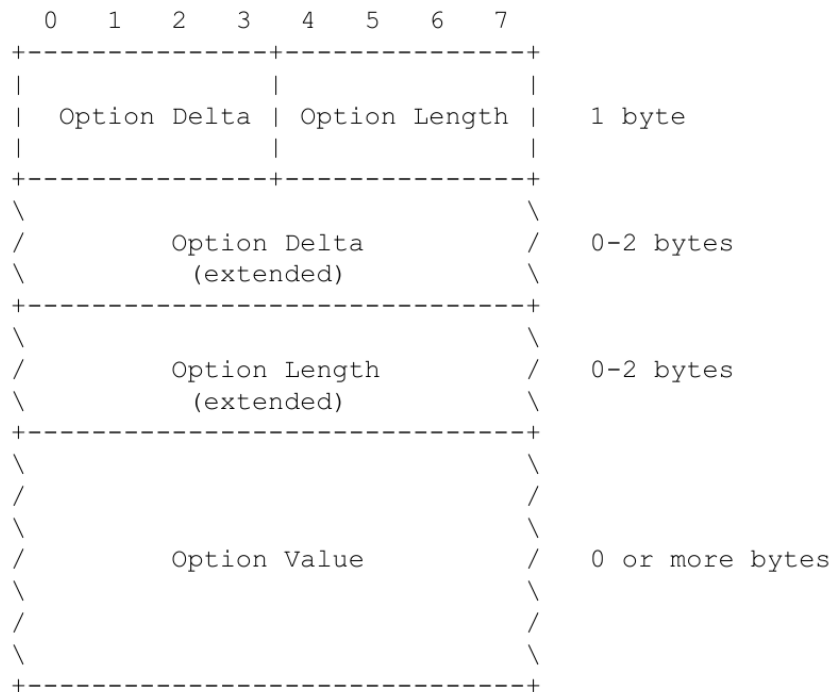 0 1 2 3 4 5 6 7
Option Delta Option Length 1 byte
Option Delta 0-2 bytes
(extended)
Option Length 0-2 bytes
(extended)
Option Value 0 or more bytes